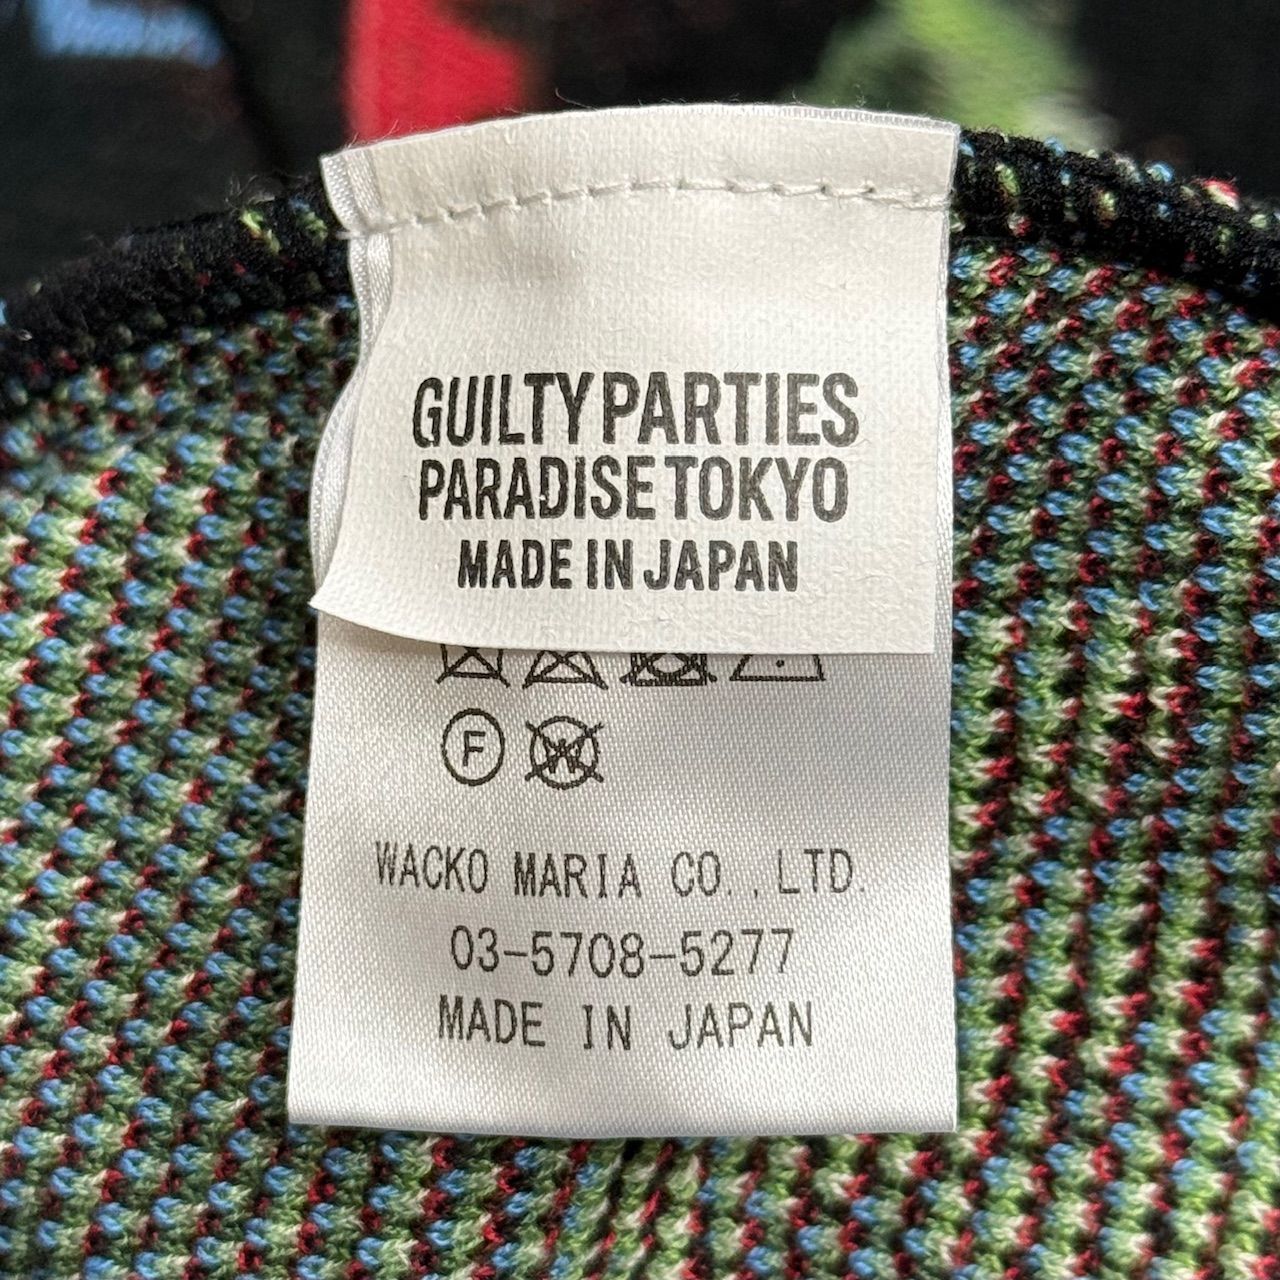 GUILTY PARTIES
PARADISE TOKYO
MADE IN JAPAN
F W
WACKO MARIA CO.,LTD.
03-5708-5277
MADE IN JAPAN